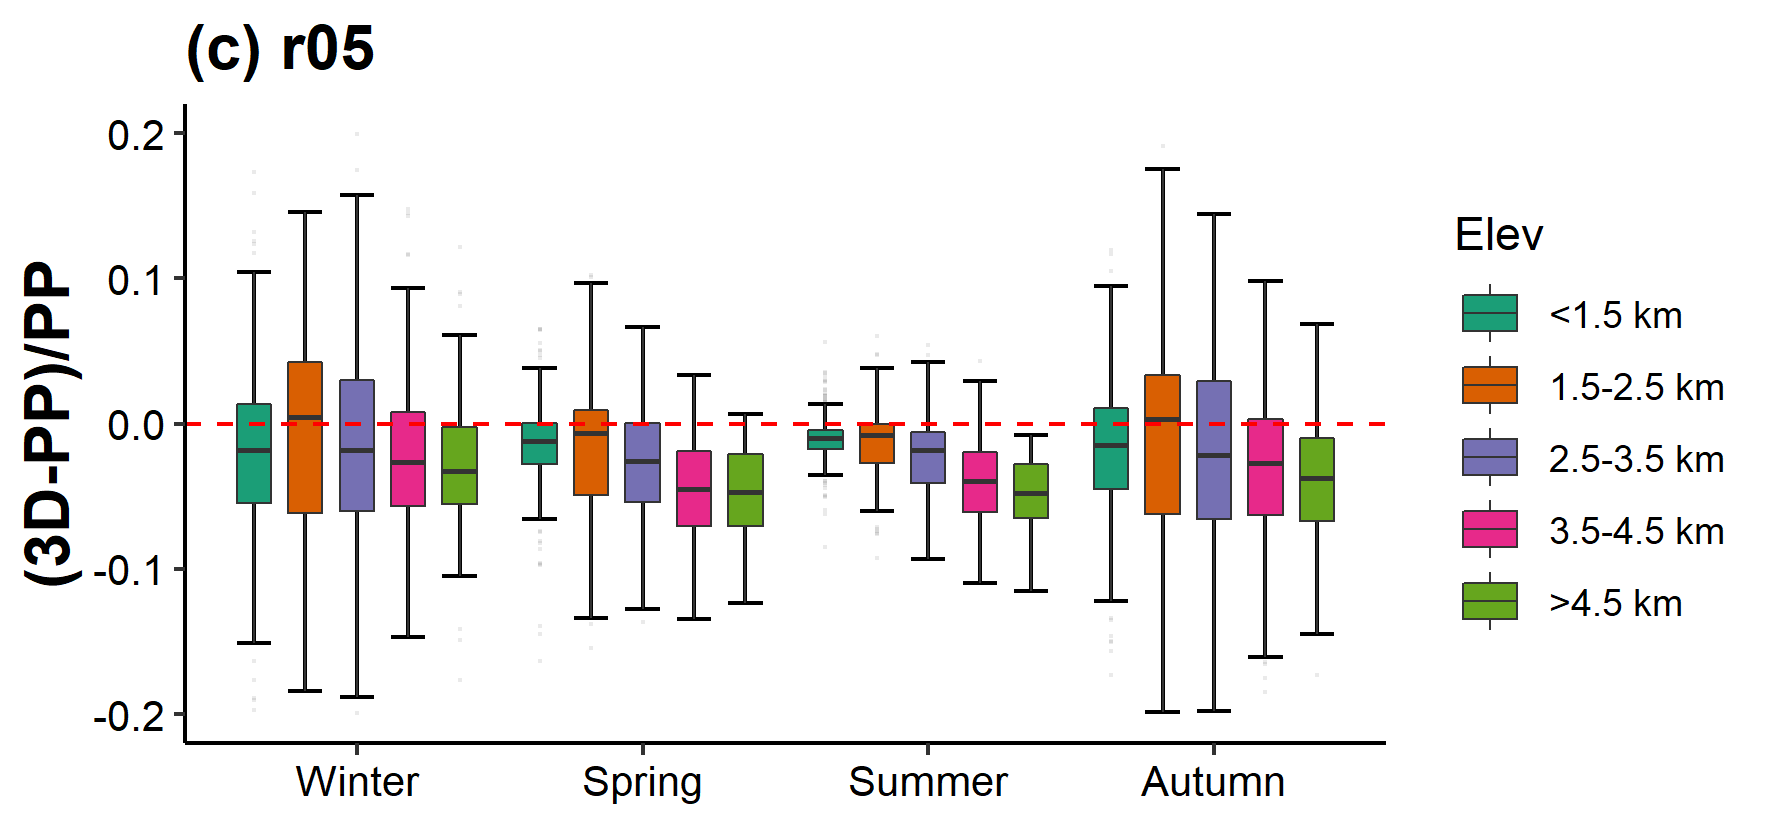 (c) r05
(3D-PP)/PP
0.2
0.1
0.0
-0.1
-0.2
Winter
Spring
Summer
Autumn
Elev
<1.5 km
1.5-2.5 km
2.5-3.5 km
3.5-4.5 km
>4.5 km